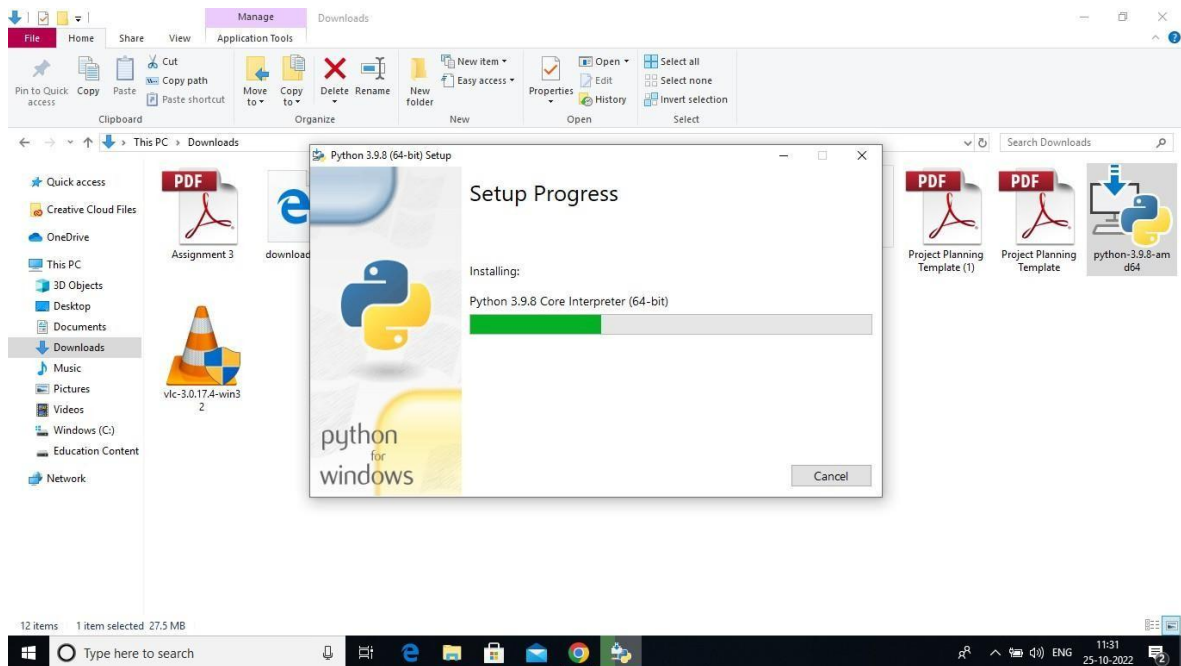 Manage
Downloads
File
Home
Share
View
Application Tools
Pin to Quick
access
Copy
Paste
Cut
Copy path
Paste shortcut
Clipboard
Move
to
Copy
to
Delete
Rename
Organize
New
folder
New item
Easy access
New
Properties
Open
Edit
History
Open
Select all
Select none
Invert selection
Select
This PC › Downloads
Search Downloads
Quick access
Creative Cloud Files
OneDrive
This PC
3D Objects
Desktop
Documents
Downloads
Music
Pictures
Videos
Windows (C:)
Education Content
Network
PDF
Assignment 3
download
vlc-3.0.17.4-win3
2
Python 3.9.8 (64-bit) Setup
Setup Progress
Installing:
Python 3.9.8 Core Interpreter (64-bit)
python
for
windows
Cancel
PDF
Project Planning
Template (1)
PDF
Project Planning
Template
python-3.9.8-am
d64
12 items
1 item selected 27.5 MB
Type here to search
ENG
11:31
25-10-2022
2